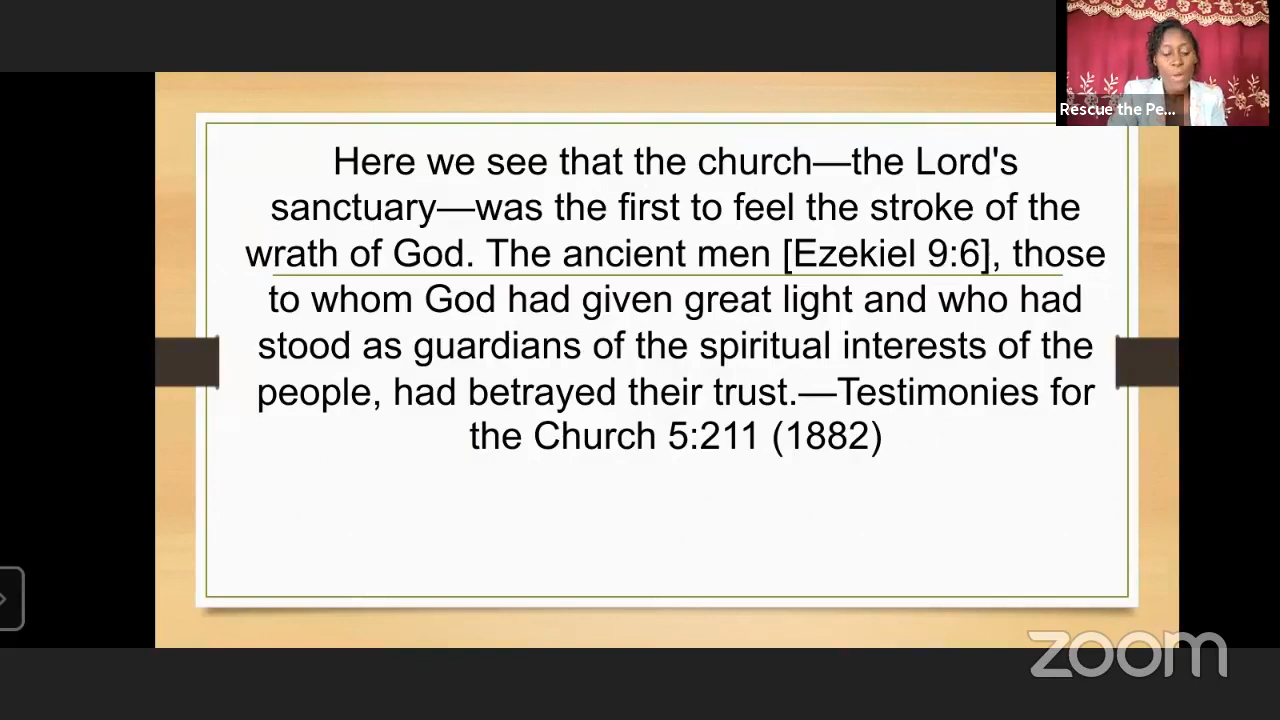 Rescue the Pe...
Here we see that the church—the Lord's
sanctuary—was the first to feel the stroke of the
wrath of God. The ancient men [Ezekiel 9:6], those
to whom God had given great light and who had
stood as guardians of the spiritual interests of the
people, had betrayed their trust.—Testimonies for
the Church 5:211 (1882)
zoom